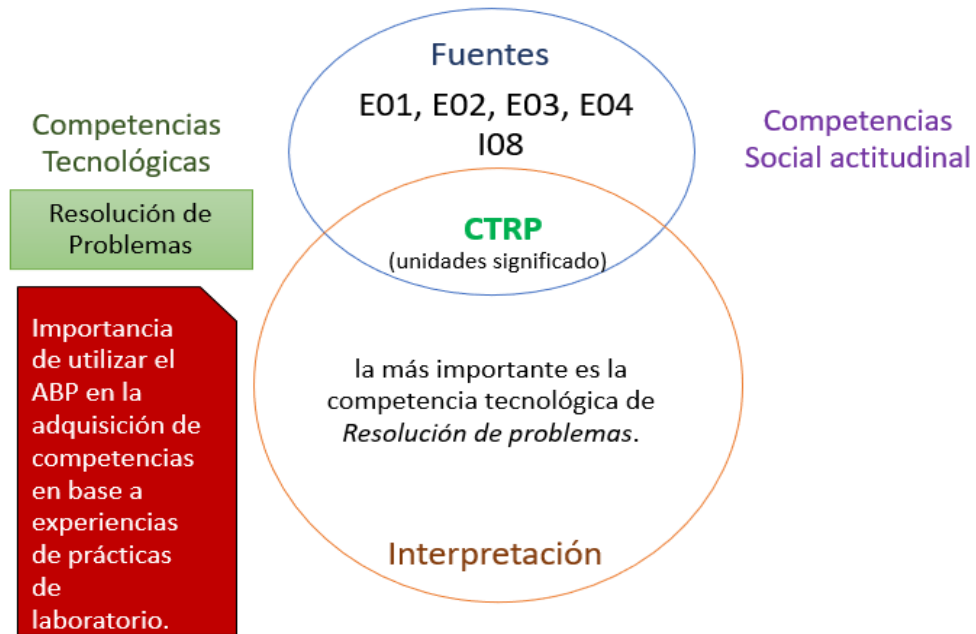 Fuentes
E01, E02, E03, E04
I08
Competencias
Tecnológicas
Competencias
Social actitudinal
Resolución de
Problemas
CTRP
(unidades significado)
Importancia
de utilizar el
ABP en la
adquisición de
competencias
en base a
experiencias
de prácticas
de
laboratorio.
la más importante es la
competencia tecnológica de
Resolución de problemas.
Interpretación